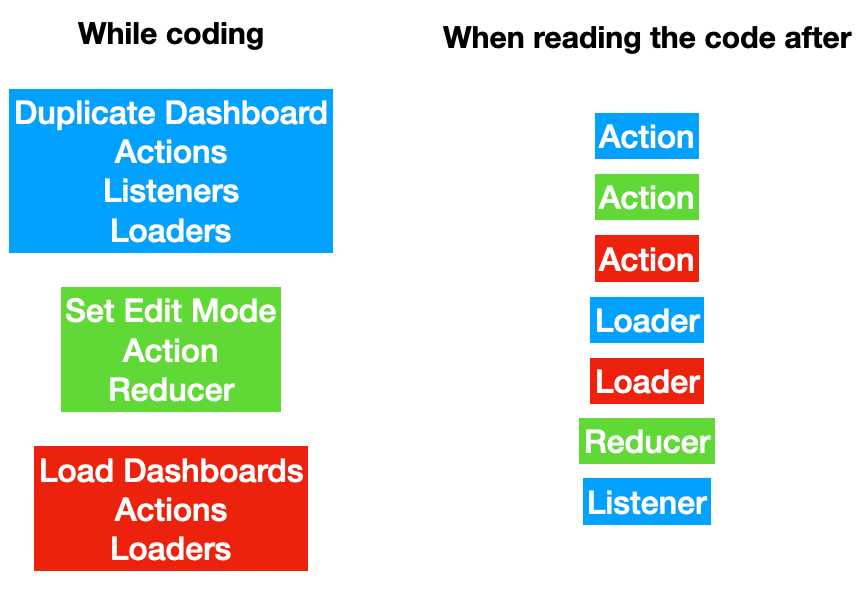 While coding
Duplicate Dashboard
Actions
Listeners
Loaders
Set Edit Mode
Action
Reducer
Load Dashboards
Actions
Loaders
When reading the code after
Action
Action
Action
Loader
Loader
Reducer
Listener